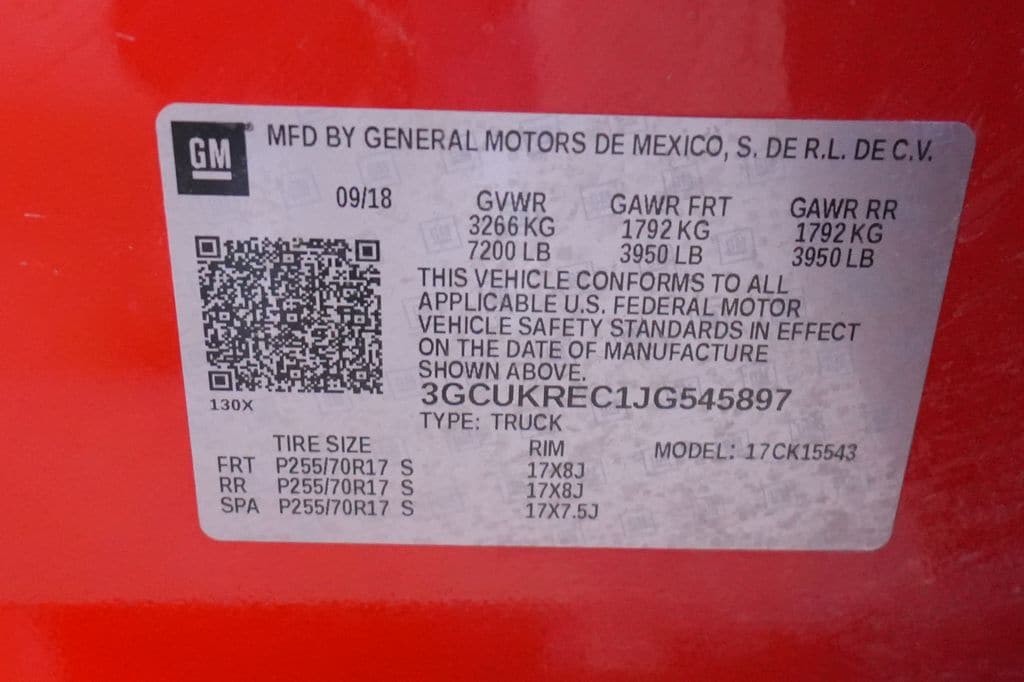 GM MFD BY GENERAL MOTORS DE MEXICO, S. DE R.L. DE C.V.
09/18 GVWR GAWR FRT GAWR RR
3266 KG 1792 KG 1792 KG
7200 LB 3950 LB 3950 LB
THIS VEHICLE CONFORMS TO ALL
APPLICABLE U.S. FEDERAL MOTOR
VEHICLE SAFETY STANDARDS IN EFFECT
ON THE DATE OF MANUFACTURE
SHOWN ABOVE.
3GCUKREC1JG545897
130X
TYPE: TRUCK
TIRE SIZE RIM MODEL: 17CK15543
FRT P255/70R17 S 17X8J
RR P255/70R17 S 17X8J
SPA P255/70R17 S 17X7.5J